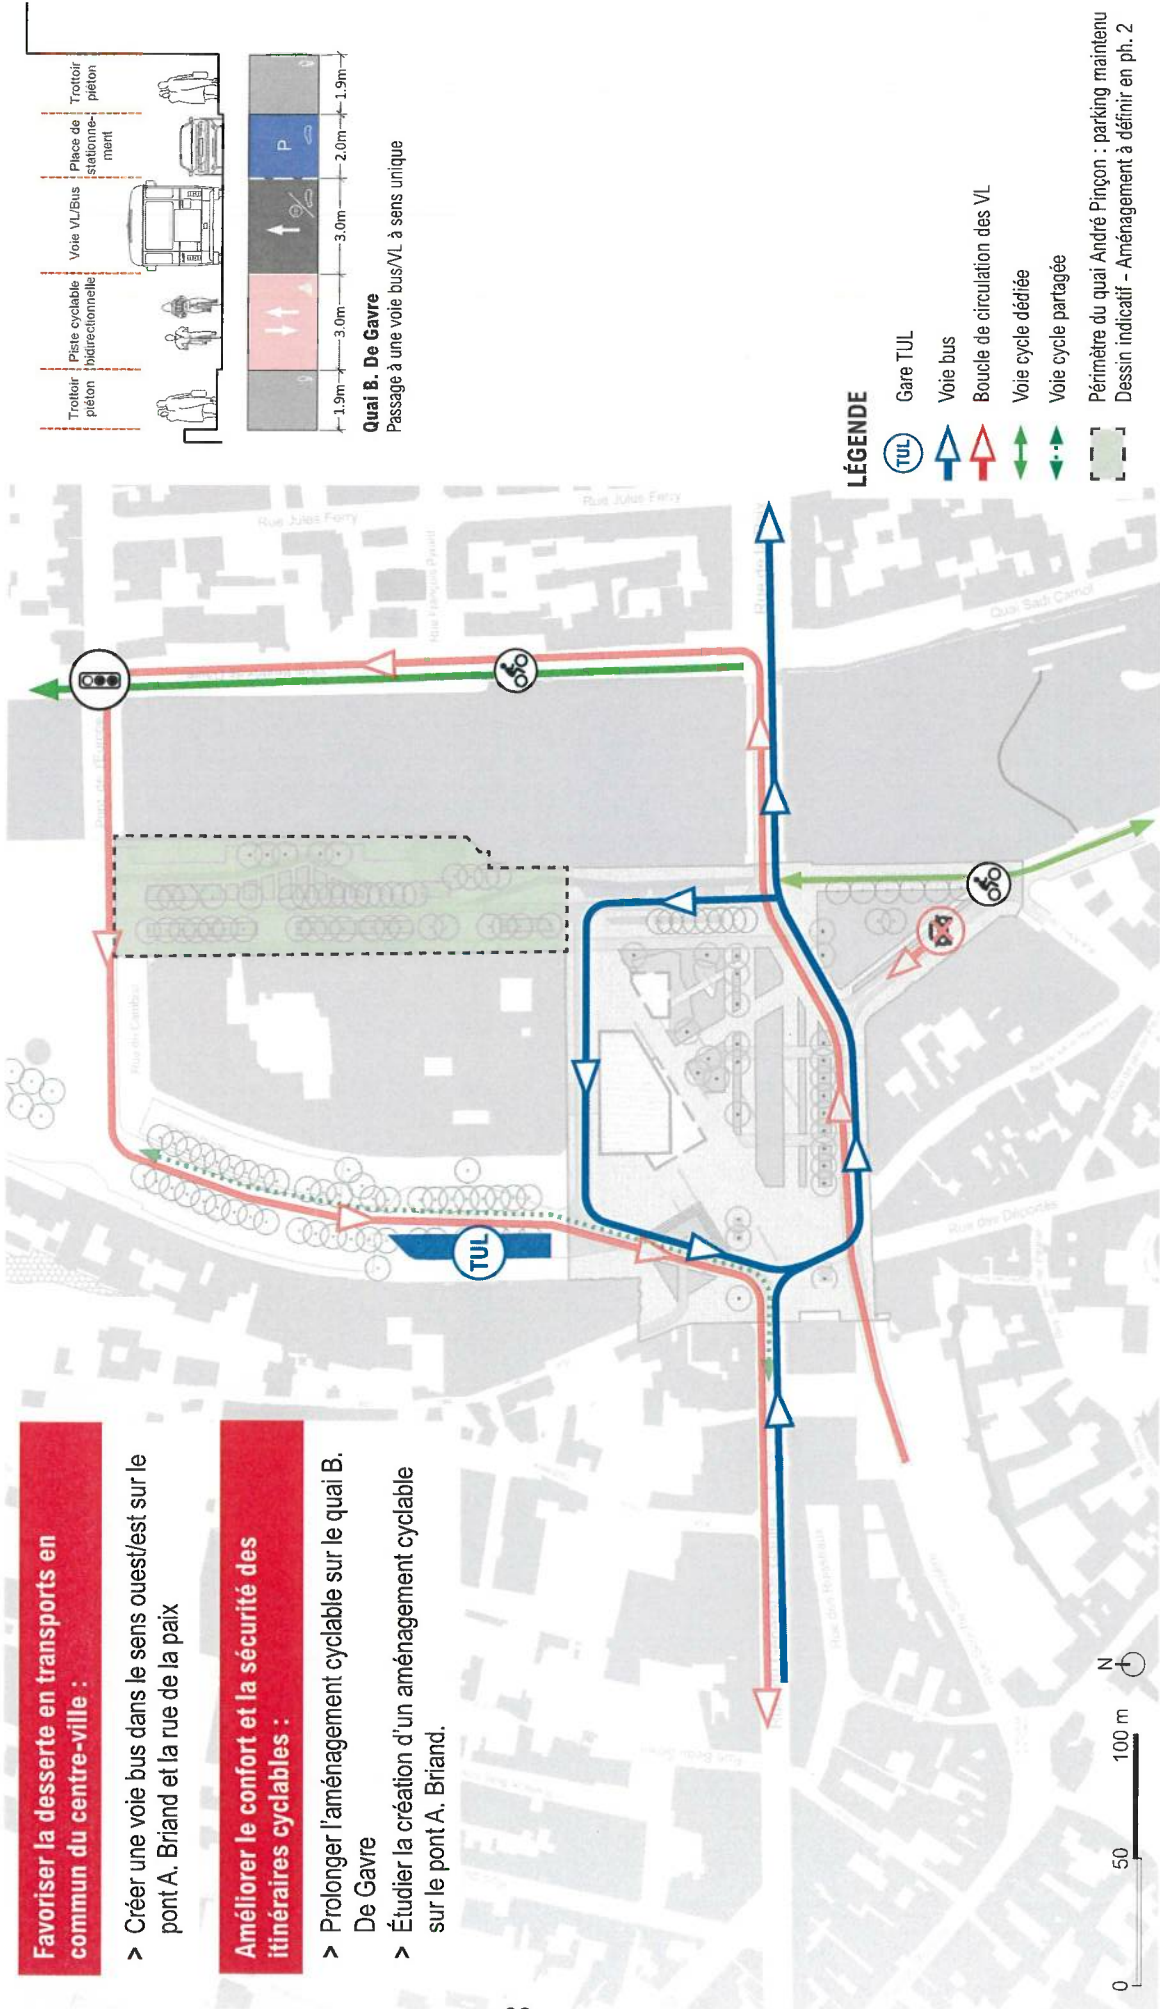 Favoriser la desserte en transports en
commun du centre-ville :
> Créer une voie bus dans le sens ouest/est sur le
pont A. Briand et la rue de la paix
Améliorer le confort et la sécurité des
itinéraires cyclables :
> Prolonger l'aménagement cyclable sur le quai B.
De Gavre
> Étudier la création d'un aménagement cyclable
sur le pont A. Briand.
Trottoir
piéton
Piste cyclable
bidirectionnelle
Voie VL/Bus
Place de
stationne-
ment
Trottoir
piéton
P
1.9m
3.0m
3.0m
2.0m
1.9m
Quai B. De Gavre
Passage à une voie bus/VL à sens unique
Rue Jules Ferry
Rue Jules Ferry
Quai Sadi Carnot
Rue des Déportés
TUL
LÉGENDE
TUL
Gare TUL
Voie bus
Boucle de circulation des VL
Voie cycle dédiée
Voie cycle partagée
Périmètre du quai André Pinçon : parking maintenu
Dessin indicatif - Aménagement à définir en ph. 2
N
0
50
100 m